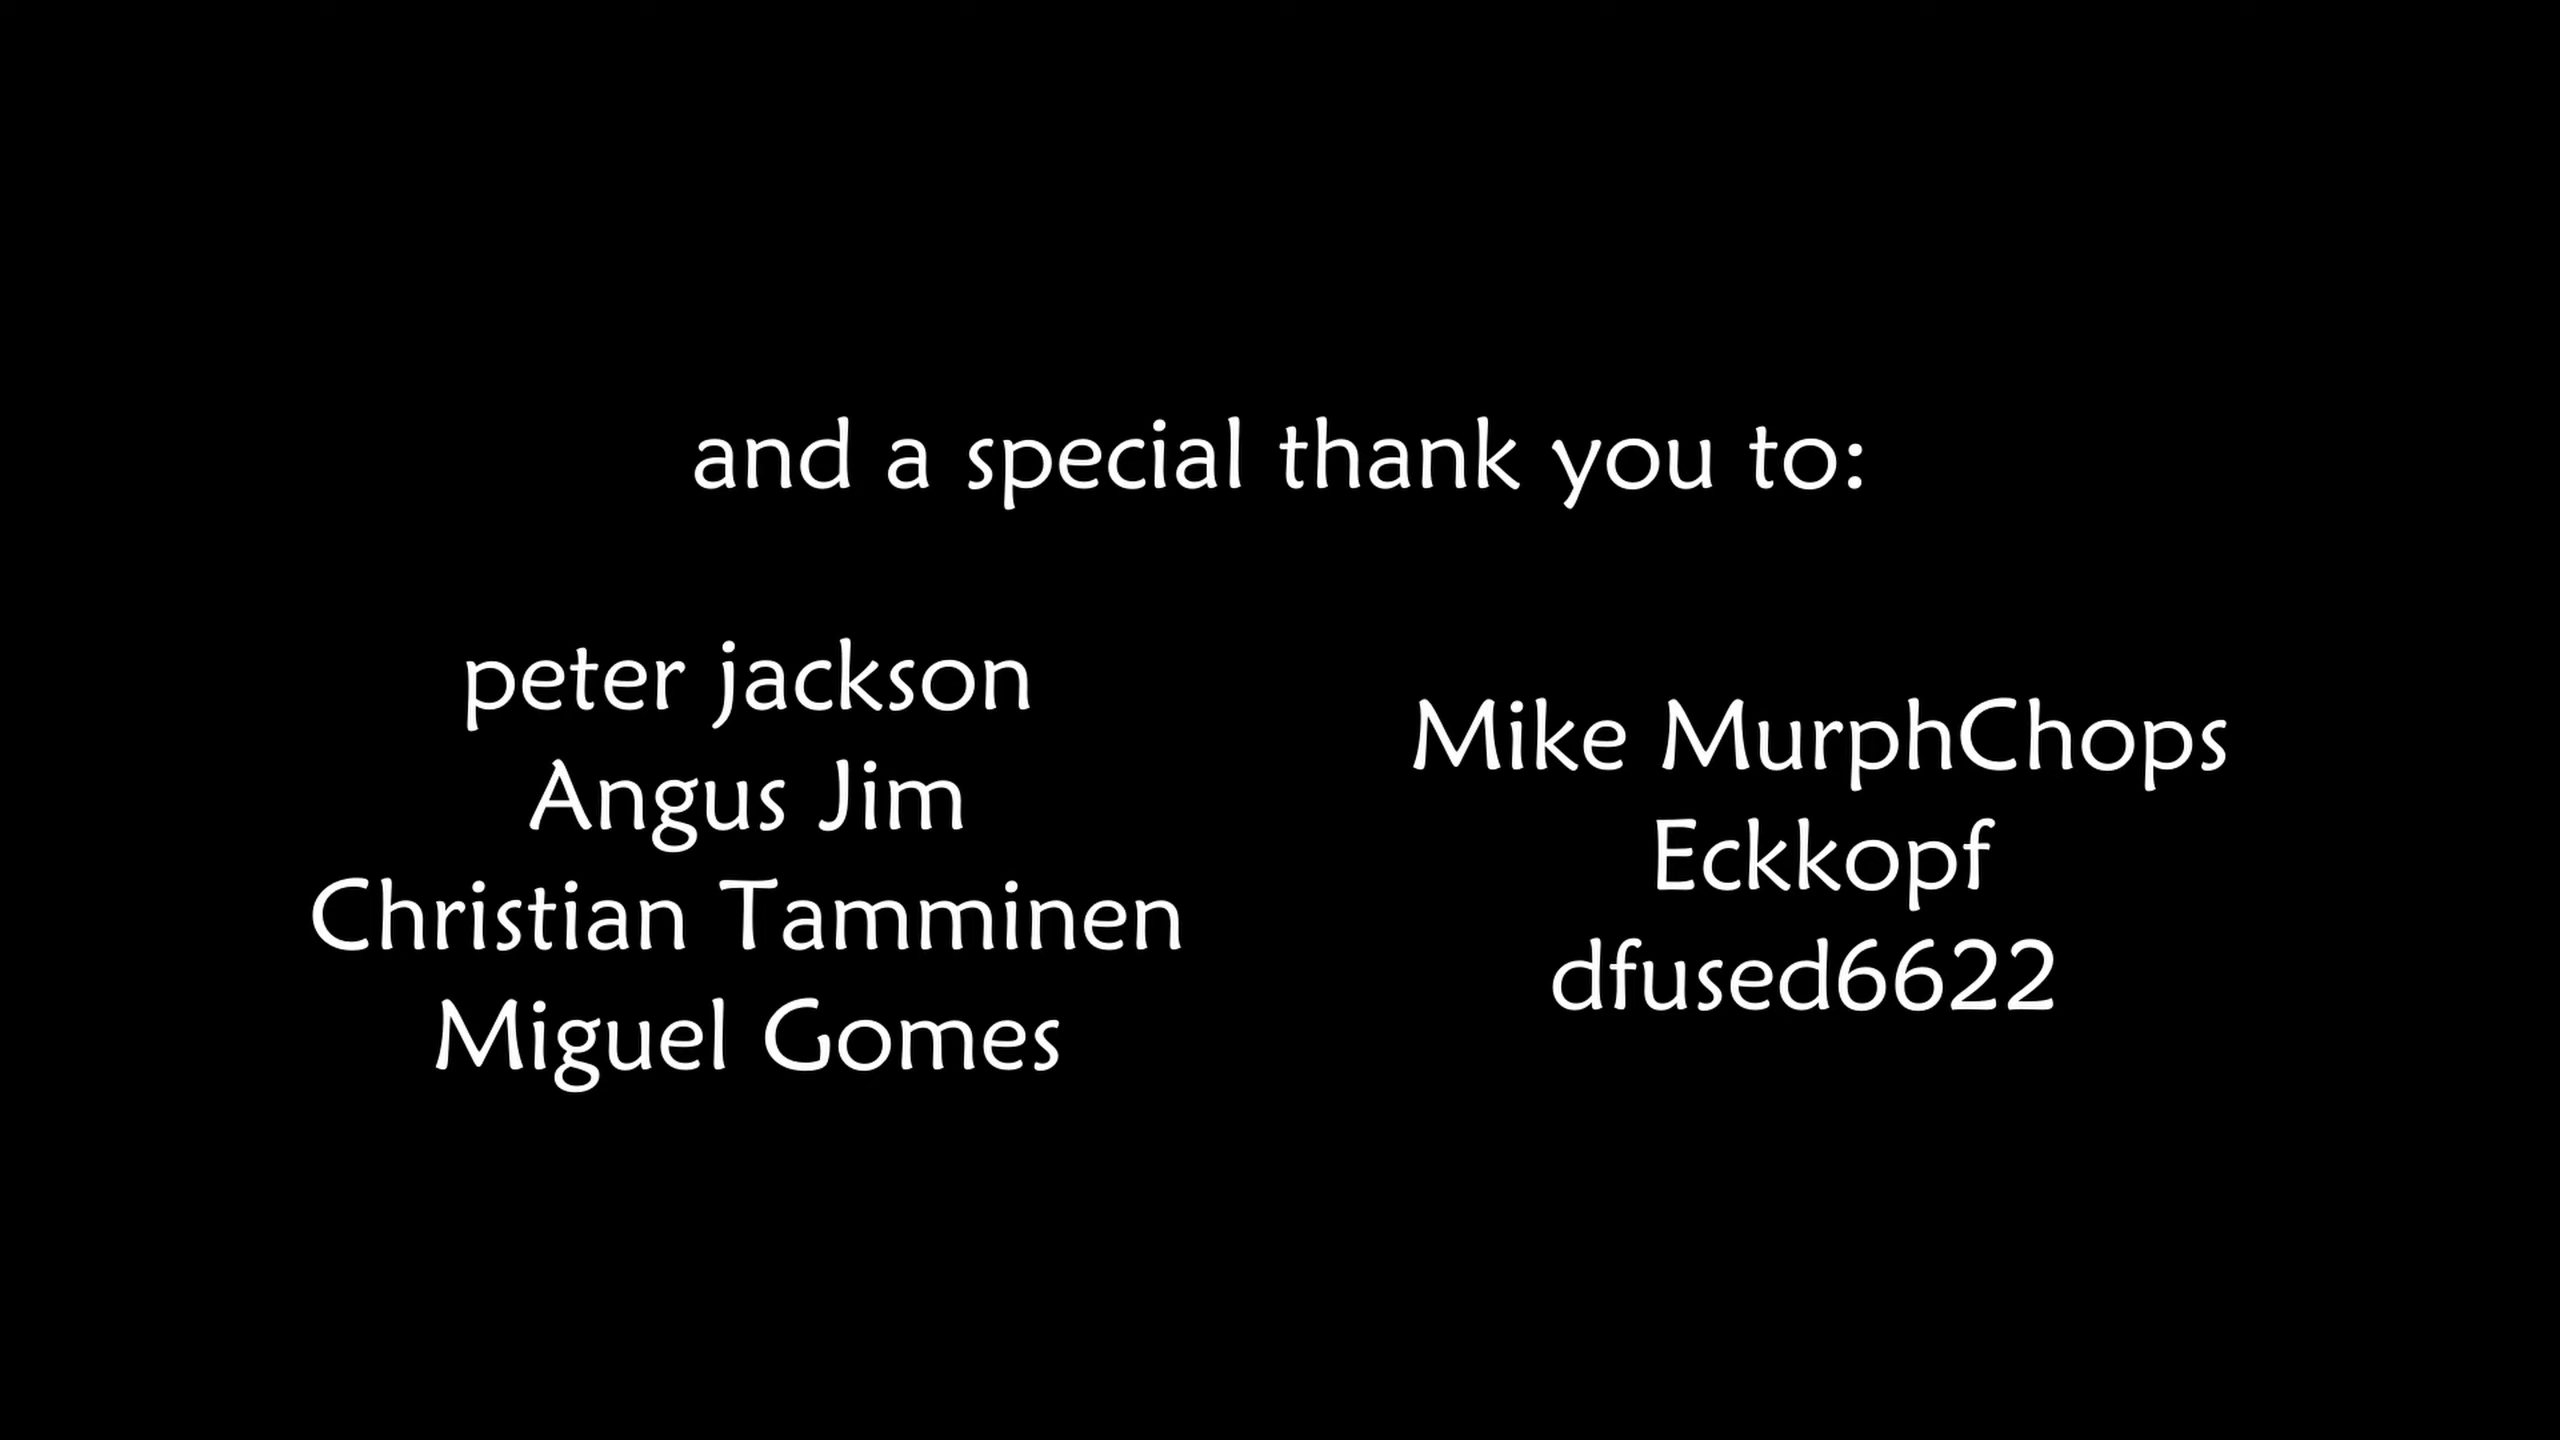 and a special thank you to:
peter jackson
Angus Jim
Christian Tamminen
Miguel Gomes
Mike MurphChops
Eckkopf
dfused6622